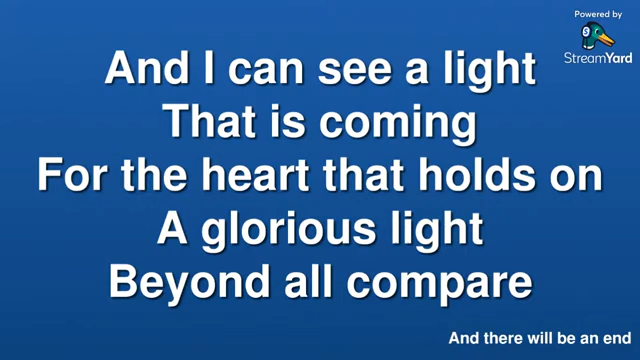 Powered by
StreamYard
And I can see a light
That is coming
For the heart that holds on
A glorious light
Beyond all compare
And there will be an end